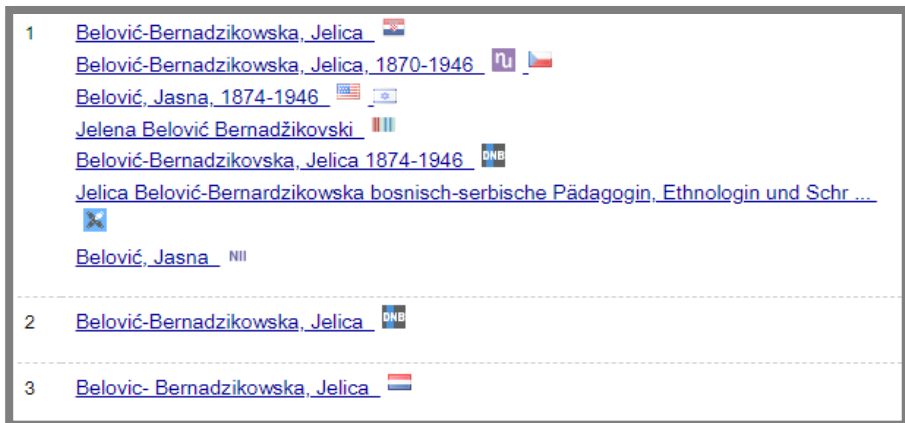 1 Belović-Bernadzikowska, Jelica
Belović-Bernadzikowska, Jelica, 1870-1946 nu
Belović, Jasna, 1874-1946
Jelena Belović Bernadžikovski
Belović-Bernadzikovska, Jelica 1874-1946 DNB
Jelica Belović-Bernardzikowska bosnisch-serbische Pädagogin, Ethnologin und Schr ...
Belović, Jasna NII
2 Belović-Bernadzikowska, Jelica DNB
3 Belovic- Bernadzikowska, Jelica